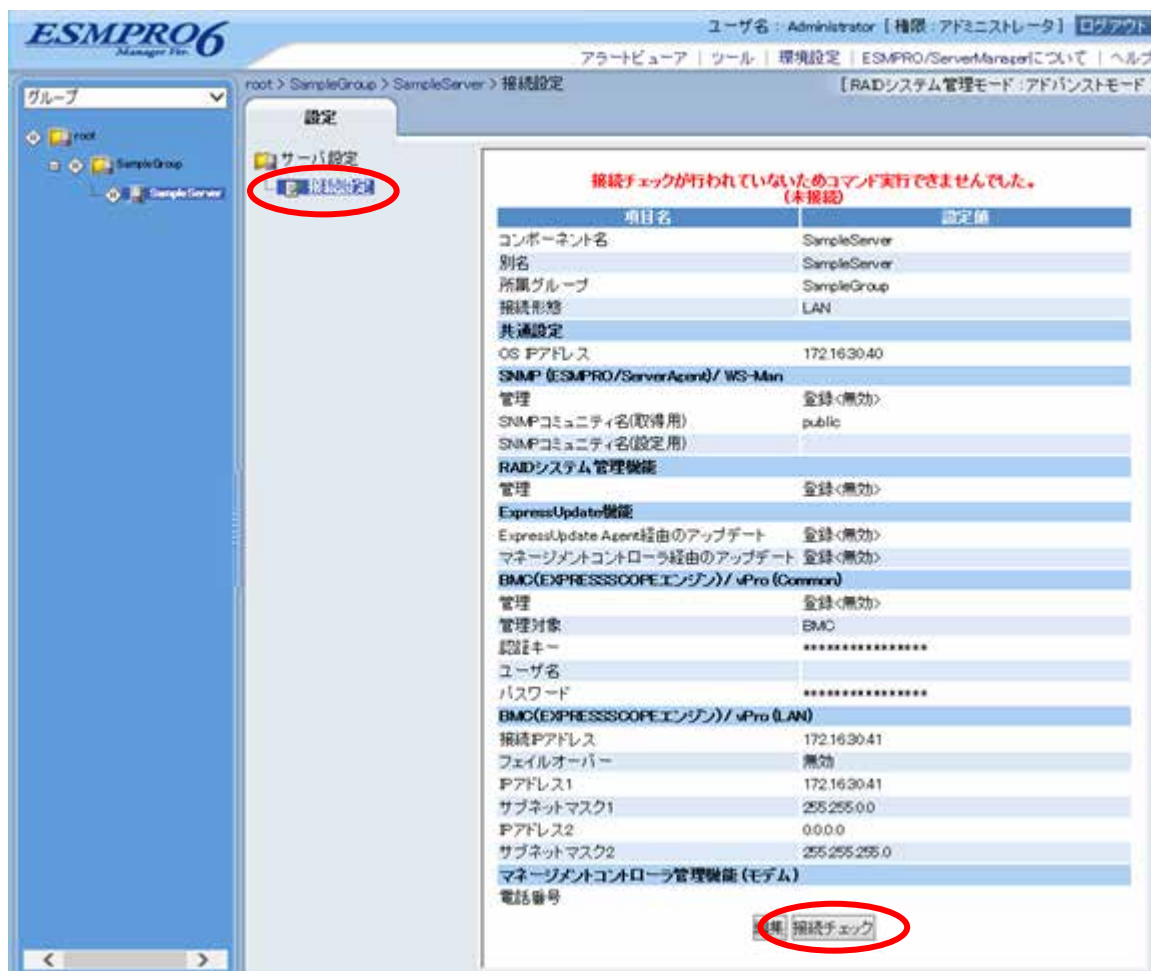 ESMPRO6
Manager Ver.
ユーザ名 : Administrator [ 権限 : アドミニストレータ ] ログアウト
アラートビューア | ツール | 環境設定 | ESMPRO/ServerManagerについて | ヘルプ
グループ
root > SampleGroup > SampleServer > 接続設定
[ RAIDシステム管理モード : アドバンストモード
設定
root
SampleGroup
SampleServer
サーバ設定
接続設定
接続チェックが行われていないためコマンド実行できませんでした。
(未接続)
項目名 設定値
コンポーネント名 SampleServer
別名 SampleServer
所属グループ SampleGroup
接続形態 LAN
共通設定
OS IPアドレス 172.16.30.40
SNMP (ESMPRO/ServerAgent)/ WS-Man
管理 登録<無効>
SNMPコミュニティ名(取得用) public
SNMPコミュニティ名(設定用)
RAIDシステム管理機能
管理 登録<無効>
ExpressUpdate機能
ExpressUpdate Agent経由のアップデート 登録<無効>
マネージメントコントローラ経由のアップデート 登録<無効>
BMC(EXPRESSSCOPEエンジン)/ vPro (Common)
管理 登録<無効>
管理対象 BMC
認証キー ****************
ユーザ名
パスワード ****************
BMC(EXPRESSSCOPEエンジン)/ vPro (LAN)
接続IPアドレス 172.16.30.41
フェイルオーバー 無効
IPアドレス1 172.16.30.41
サブネットマスク1 255.255.0.0
IPアドレス2 0.0.0.0
サブネットマスク2 255.255.255.0
マネージメントコントローラ管理機能 (モデム)
電話番号
編集 接続チェック